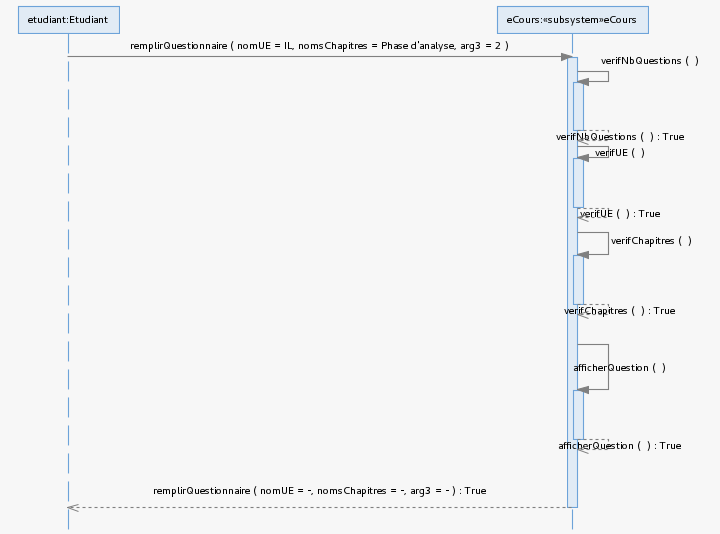 etudiant:Etudiant
eCours:«subsystem»eCours
remplirQuestionnaire ( nomUE = IL, nomsChapitres = Phase d'analyse, arg3 = 2 )
verifNbQuestions ( )
verifNbQuestions ( ) : True
verifUE ( )
verifUE ( ) : True
verifChapitres ( )
verifChapitres ( ) : True
afficherQuestion ( )
afficherQuestion ( ) : True
remplirQuestionnaire ( nomUE = -, nomsChapitres = -, arg3 = - ) : True